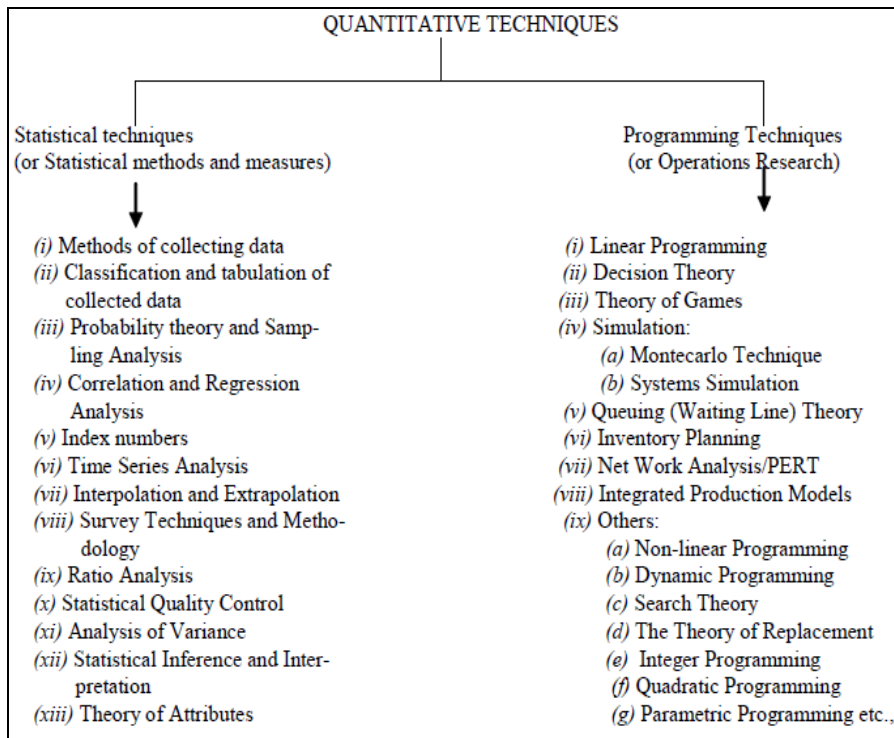 QUANTITATIVE TECHNIQUES
Statistical techniques
(or Statistical methods and measures)
(i) Methods of collecting data
(ii) Classification and tabulation of
collected data
(iii) Probability theory and Sam-
ling Analysis
(iv) Correlation and Regression
Analysis
(v) Index numbers
(vi) Time Series Analysis
(vii) Interpolation and Extrapolation
(viii) Survey Techniques and Metho-
dology
(ix) Ratio Analysis
(x) Statistical Quality Control
(xi) Analysis of Variance
(xii) Statistical Inference and Inter-
pretation
(xiii) Theory of Attributes
Programming Techniques
(or Operations Research)
(i) Linear Programming
(ii) Decision Theory
(iii) Theory of Games
(iv) Simulation:
(a) Montecarlo Technique
(b) Systems Simulation
(v) Queuing (Waiting Line) Theory
(vi) Inventory Planning
(vii) Net Work Analysis/PERT
(viii) Integrated Production Models
(ix) Others:
(a) Non-linear Programming
(b) Dynamic Programming
(c) Search Theory
(d) The Theory of Replacement
(e) Integer Programming
(f) Quadratic Programming
(g) Parametric Programming etc.,